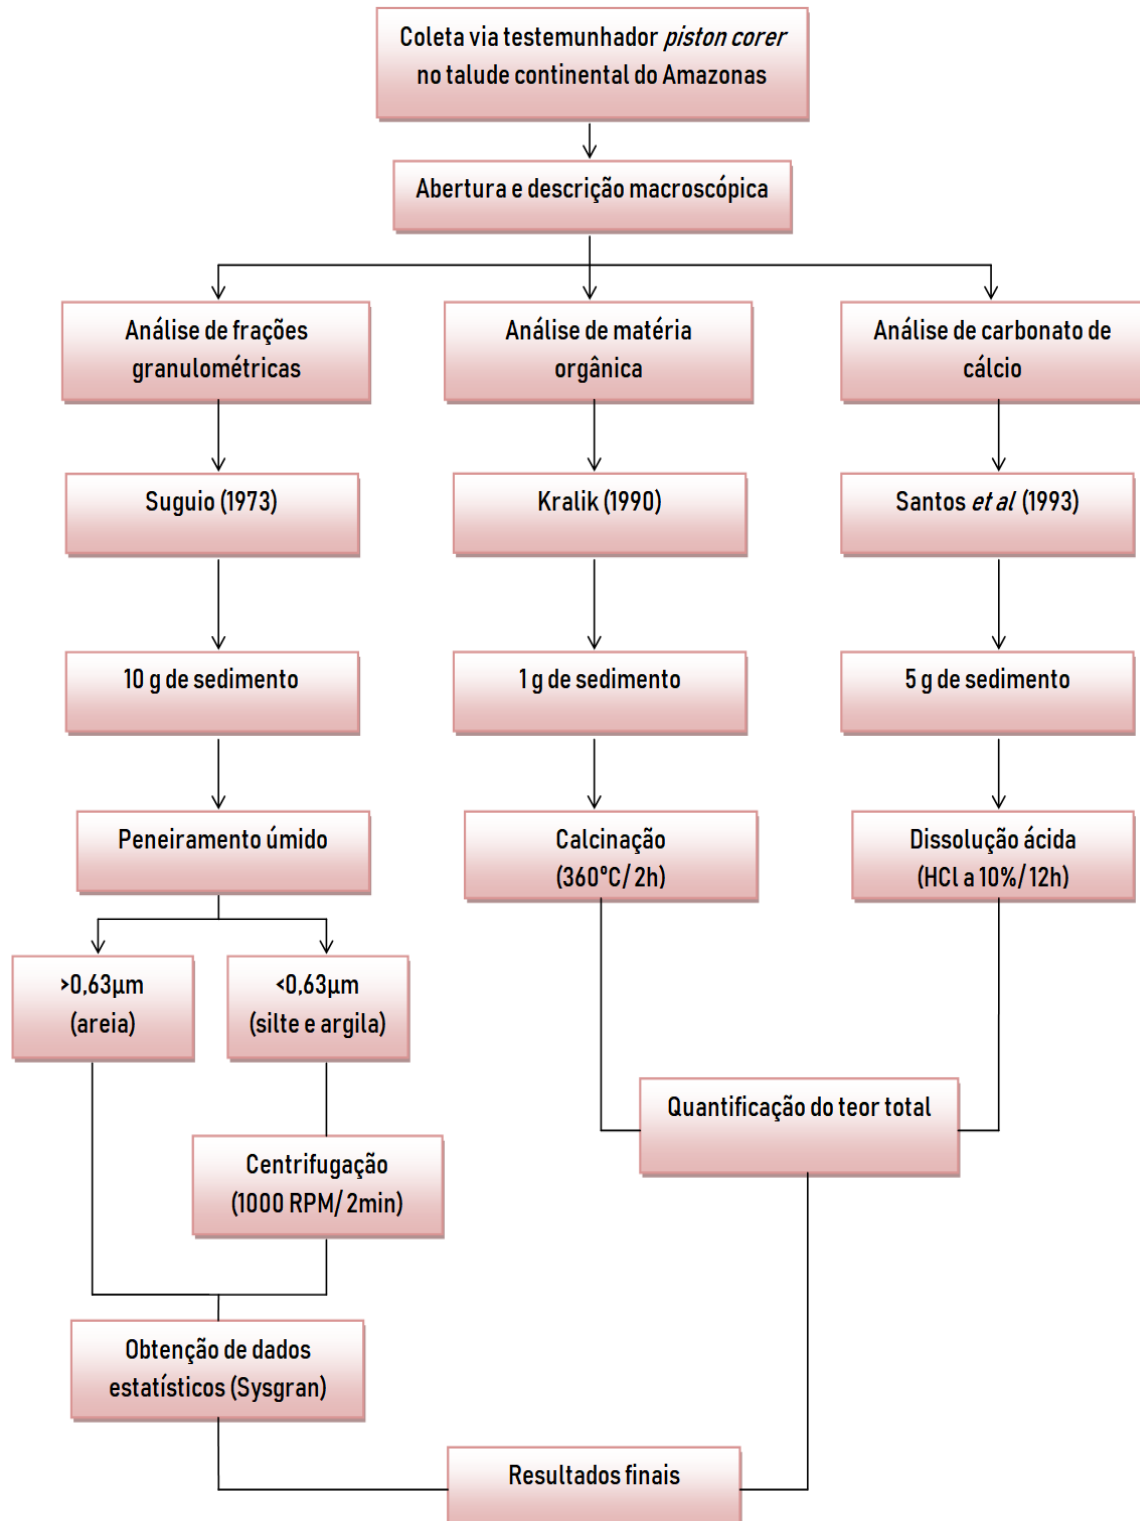 Coleta via testemunhador piston corer
no talude continental do Amazonas
Abertura e descrição macroscópica
Análise de frações
granulométricas
Análise de matéria
orgânica
Análise de carbonato de
cálcio
Suguio (1973)
Kralik (1990)
Santos et al (1993)
10 g de sedimento
1 g de sedimento
5 g de sedimento
Peneiramento úmido
Calcinação
(360°C/ 2h)
Dissolução ácida
(HCl a 10%/ 12h)
>0,63µm
(areia)
<0,63µm
(silte e argila)
Quantificação do teor total
Centrifugação
(1000 RPM/ 2min)
Obtenção de dados
estatísticos (Sysgran)
Resultados finais